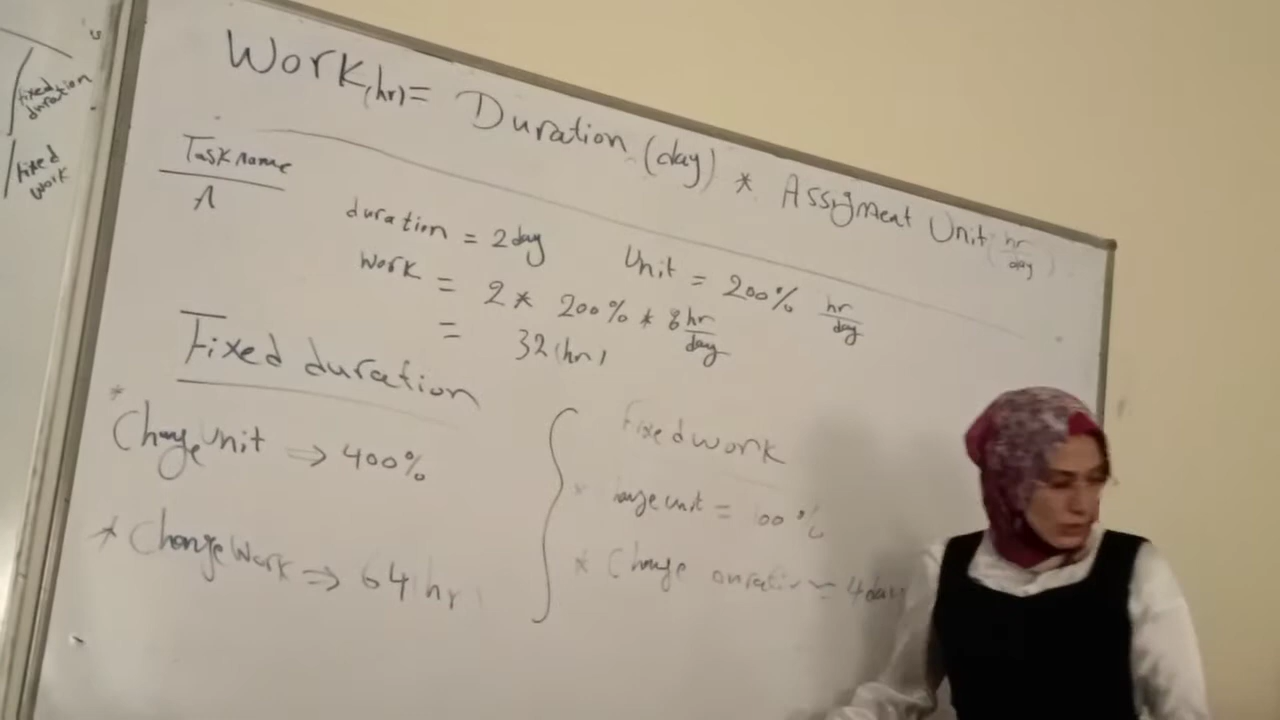 fixed
duration
fixed
work
Work(hr) = Duration (day) * Assigment Unit (hr/day)
Task name
A
duration = 2 day Unit = 200% hr/day
work = 2 * 200% * 8 hr/day
= 32 (hr)
Fixed duration
* Change Unit ⇒ 400%
* Change Work ⇒ 64 hr
Fixed work
* hange unit = 100%
* Change duration = 4 day